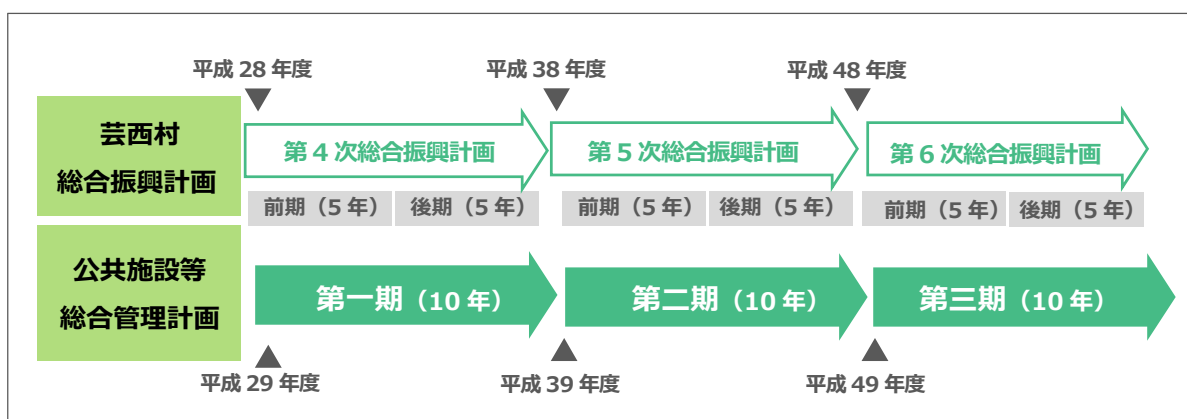 平成 28 年度
平成 38 年度
平成 48 年度
芸西村
総合振興計画
第 4 次総合振興計画
第 5 次総合振興計画
第 6 次総合振興計画
前期（5 年）
後期（5 年）
前期（5 年）
後期（5 年）
前期（5 年）
後期（5 年）
公共施設等
総合管理計画
第一期（10 年）
第二期（10 年）
第三期（10 年）
平成 29 年度
平成 39 年度
平成 49 年度